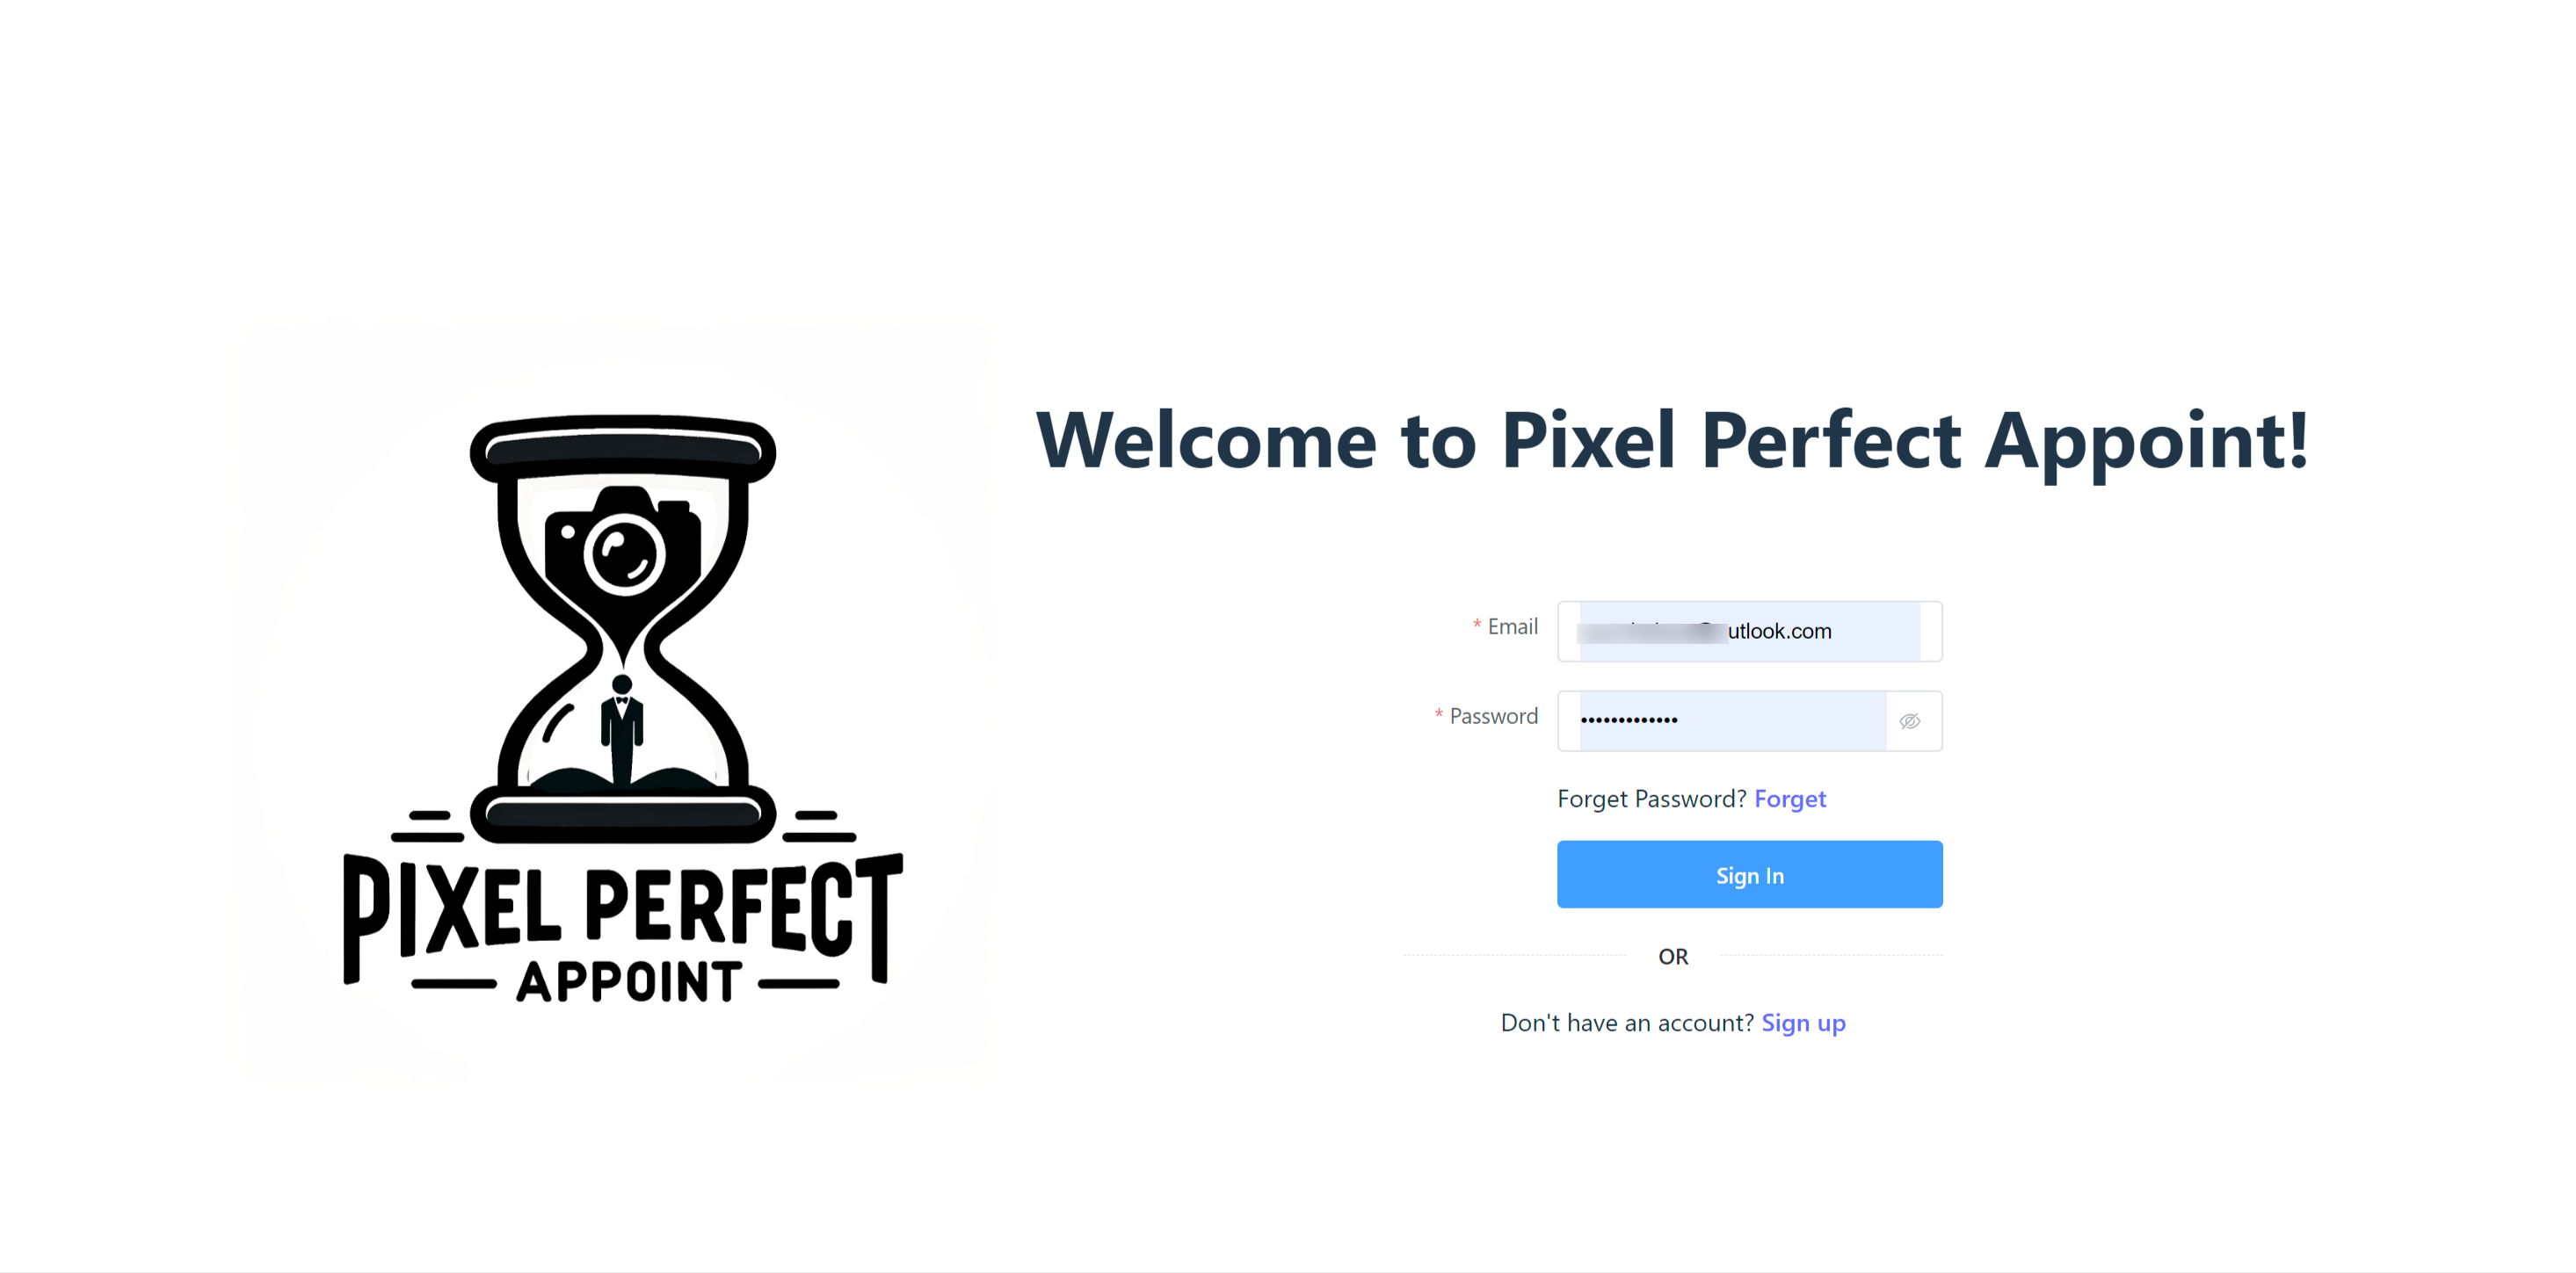 PIXEL PERFECT
APPOINT
Welcome to Pixel Perfect Appoint!
* Email
utlook.com
* Password
•••••••••••••
Forget Password? Forget
Sign In
OR
Don't have an account? Sign up